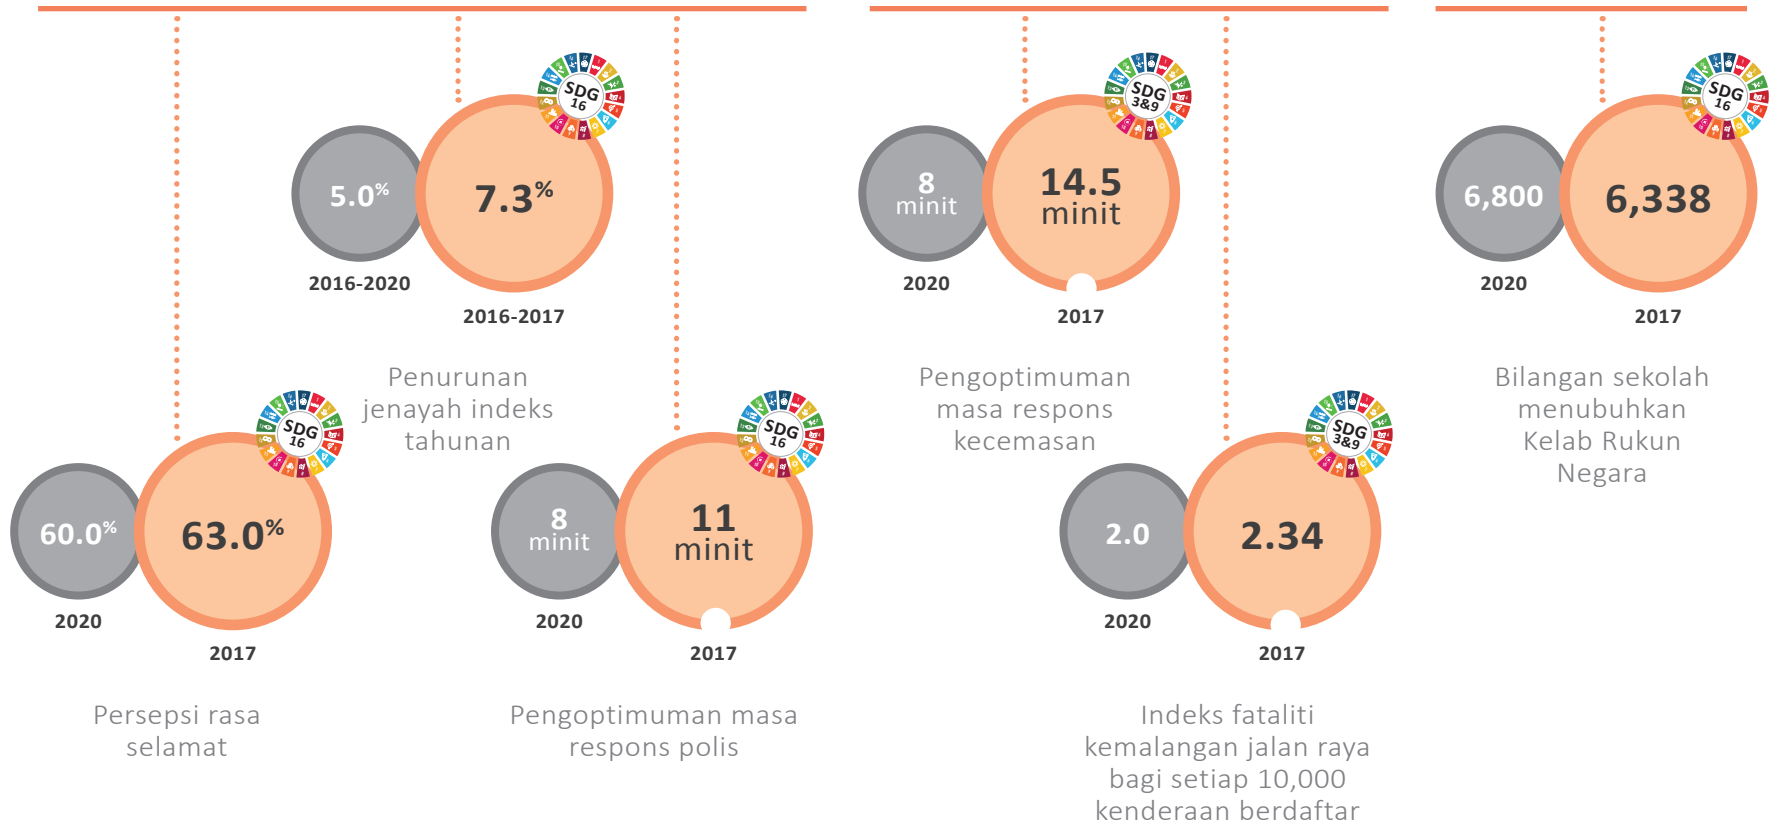 SDG
16
5.0%
7.3%
2016-2020
2016-2017
Penurunan
jenayah indeks
tahunan
SDG
16
60.0%
63.0%
2020
2017
Persepsi rasa
selamat
SDG
16
8
minit
11
minit
2020
2017
Pengoptimuman masa
respons polis
SDG
3&9
8
minit
14.5
minit
2020
2017
Pengoptimuman
masa respons
kecemasan
SDG
3&9
2.0
2.34
2020
2017
Indeks fataliti
kemalangan jalan raya
bagi setiap 10,000
kenderaan berdaftar
SDG
16
6,800
6,338
2020
2017
Bilangan sekolah
menubuhkan
Kelab Rukun
Negara